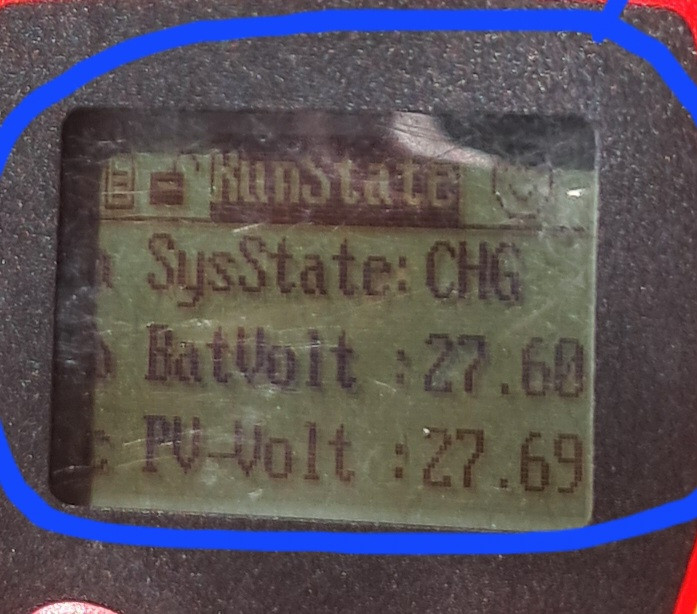 RunState
SysState: CHG
BatVolt :27.60
PV-Volt :27.69